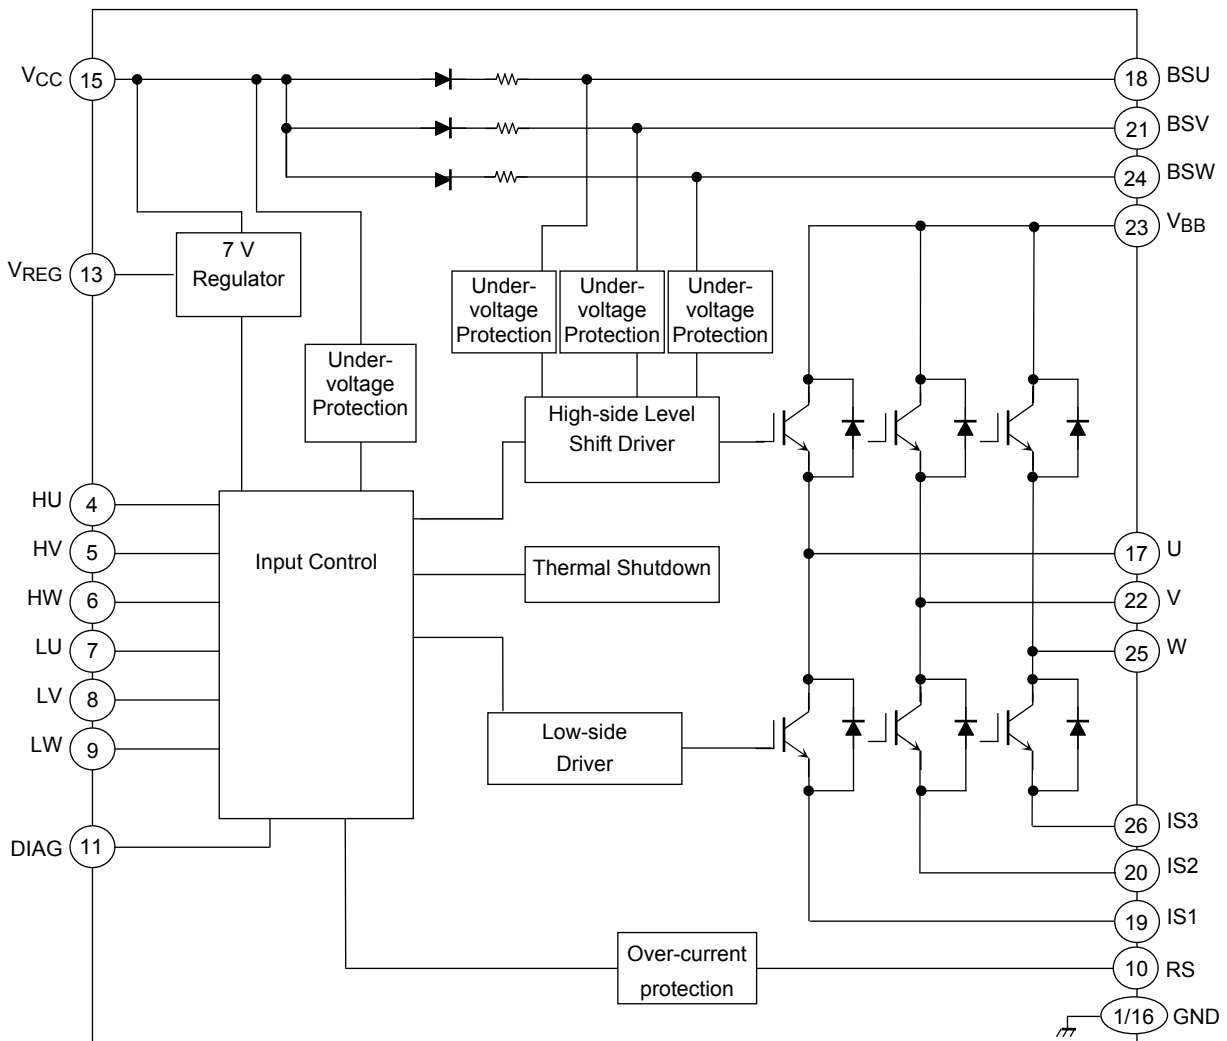 VCC 15
18 BSU
21 BSV
24 BSW
23 VBB
7 V
Regulator
VREG 13
Under-
voltage
Protection
Under-
voltage
Protection
Under-
voltage
Protection
Under-
voltage
Protection
High-side Level
Shift Driver
HU 4
HV 5
HW 6
LU 7
LV 8
LW 9
DIAG 11
Input Control
Thermal Shutdown
Low-side
Driver
17 U
22 V
25 W
26 IS3
20 IS2
19 IS1
Over-current
protection
10 RS
1/16 GND